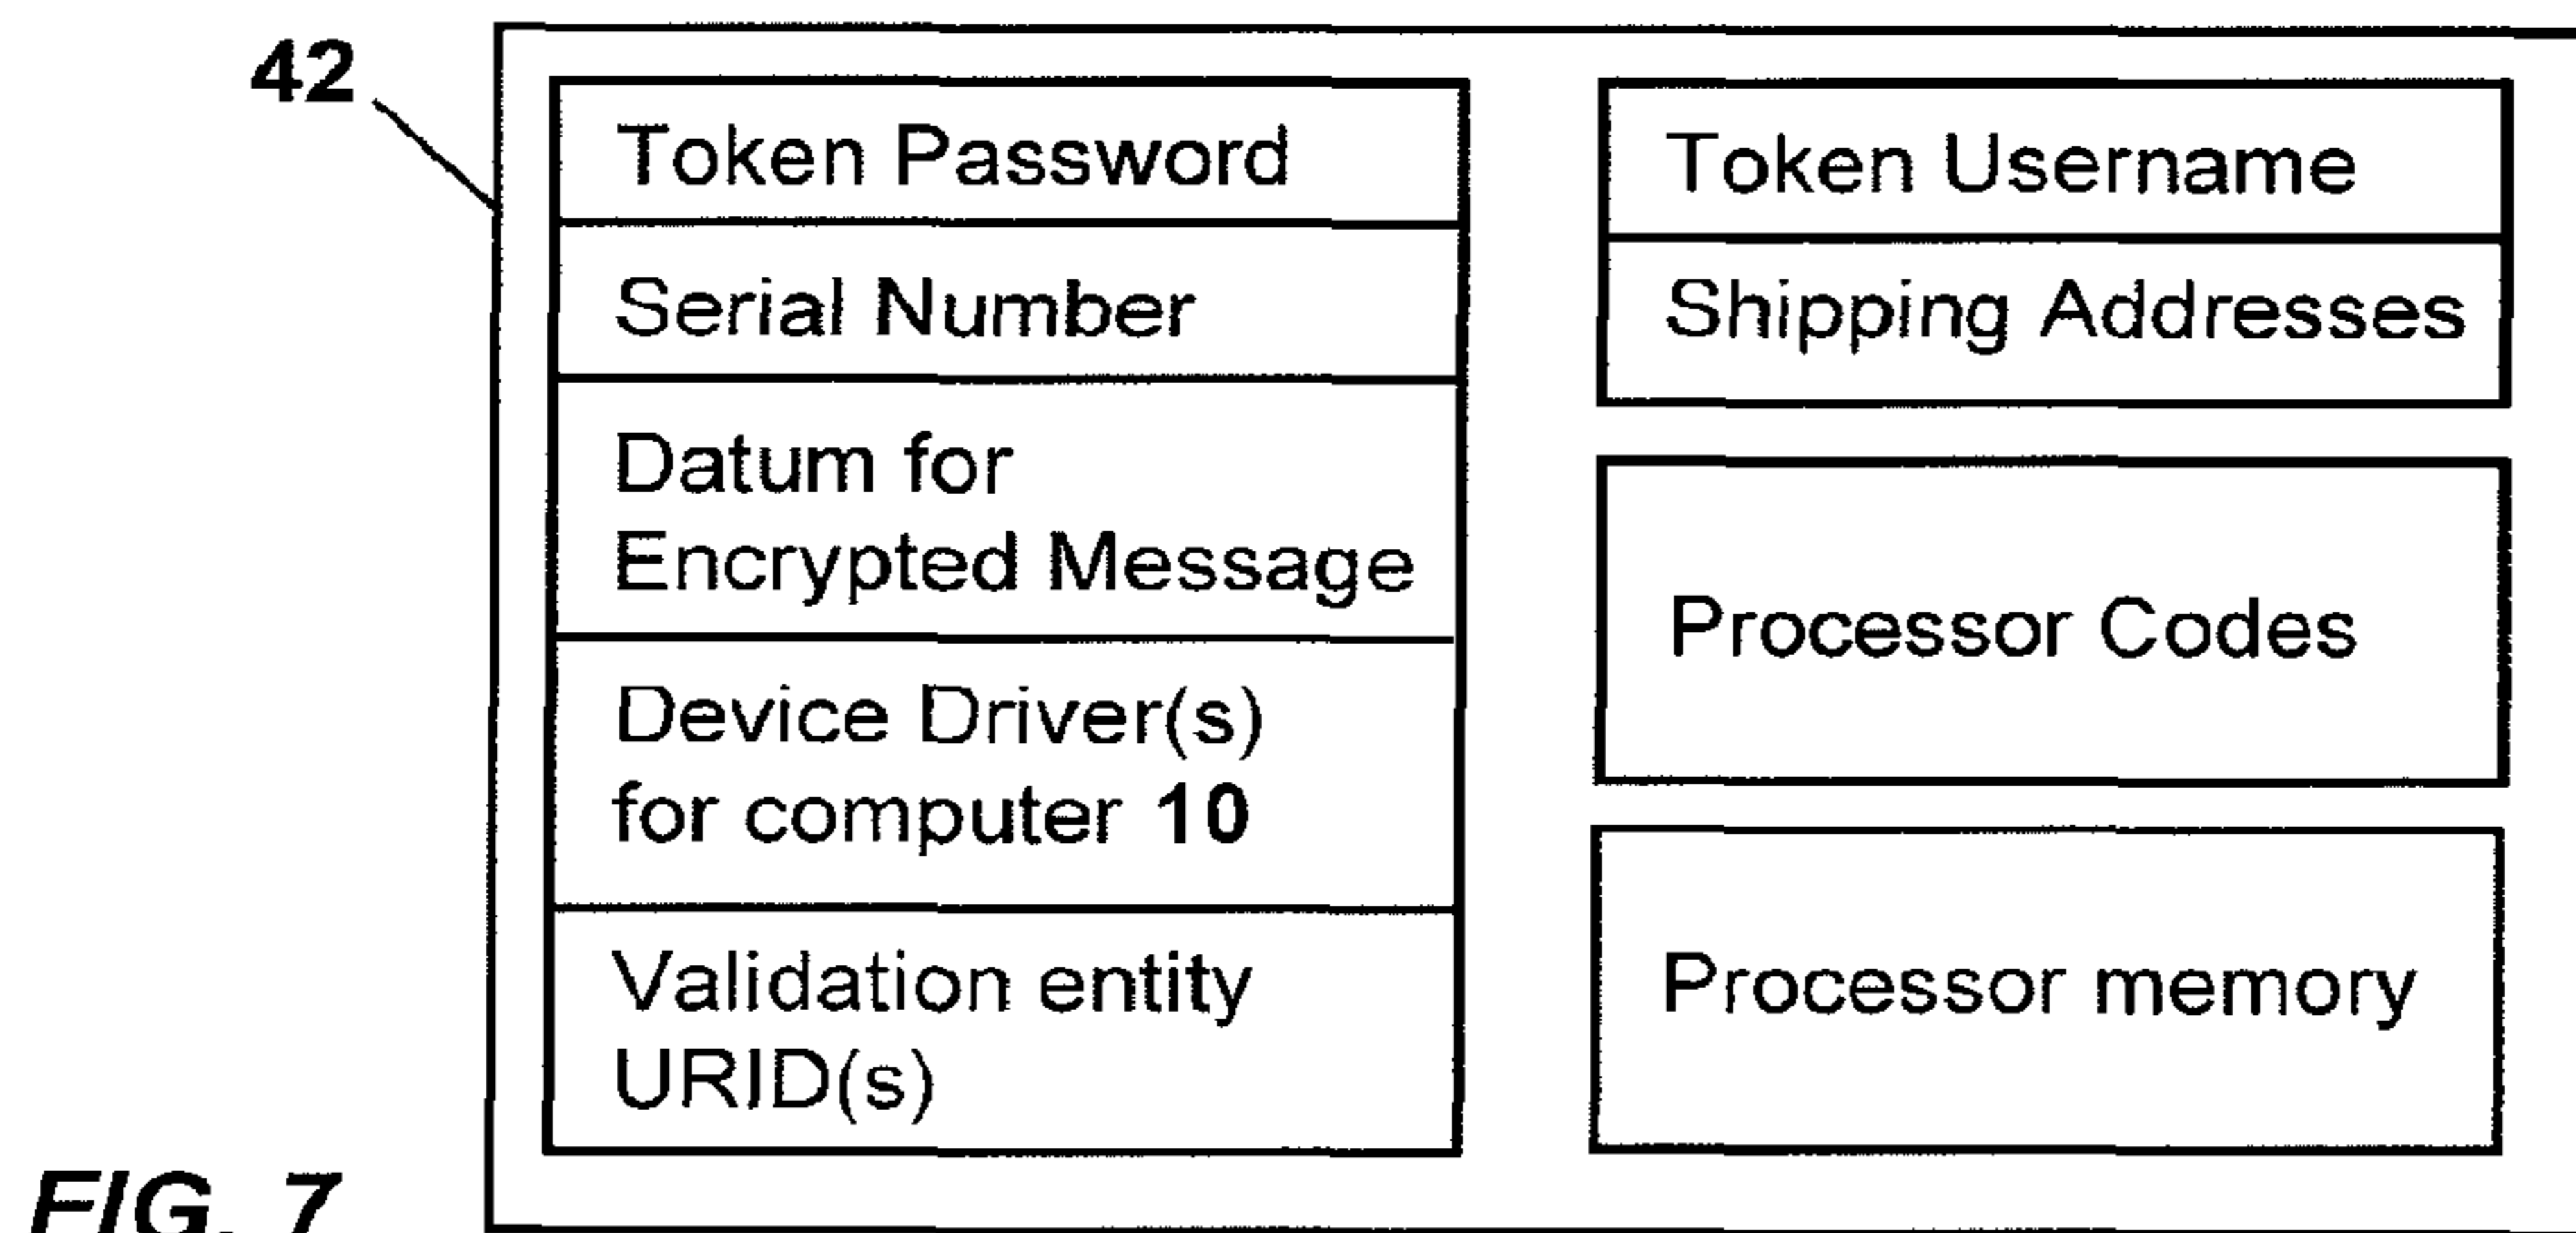 42
Token Password
Serial Number
Datum for
Encrypted Message
Device Driver(s)
for computer 10
Validation entity
URID(s)
Token Username
Shipping Addresses
Processor Codes
Processor memory
FIG. 7